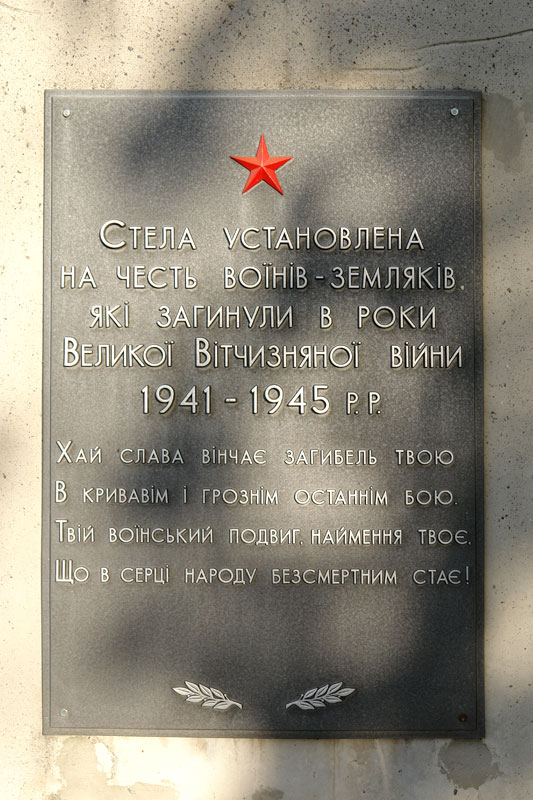 Стела установлена
на честь воїнів-земляків,
які загинули в роки
Великої Вітчизняної війни
1941-1945 р.р.
Хай слава вінчає загибель твою
В кривавім і грознім останнім бою.
Твій воїнський подвиг, наймення твоє,
Що в серці народу безсмертним стає!